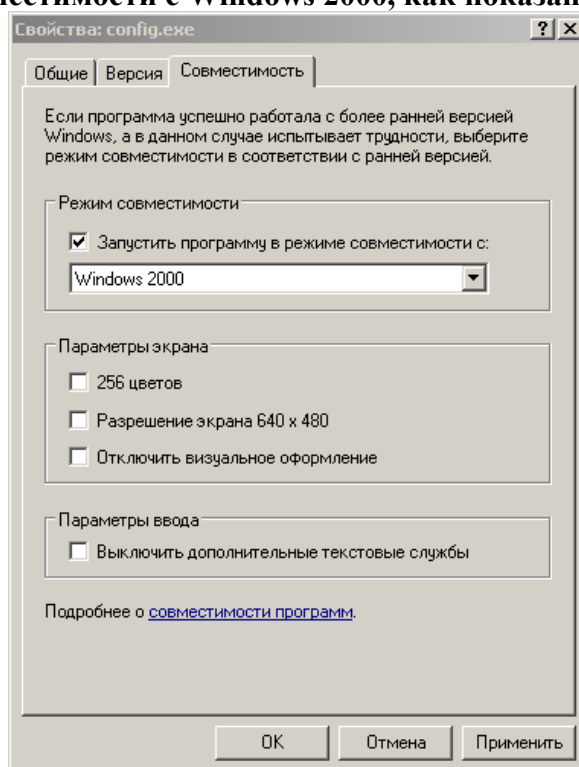 с Windows 2000, как
Свойства: config.exe
Общие Версия Совместимость
Если программа успешно работала с более ранней версией
Windows, а в данном случае испытывает трудности, выберите
режим совместимости в соответствии с ранней версией.
Режим совместимости
Запустить программу в режиме совместимости с:
Windows 2000
Параметры экрана
256 цветов
Разрешение экрана 640 x 480
Отключить визуальное оформление
Параметры ввода
Выключить дополнительные текстовые службы
Подробнее о совместимости программ.
OK Отмена Применить